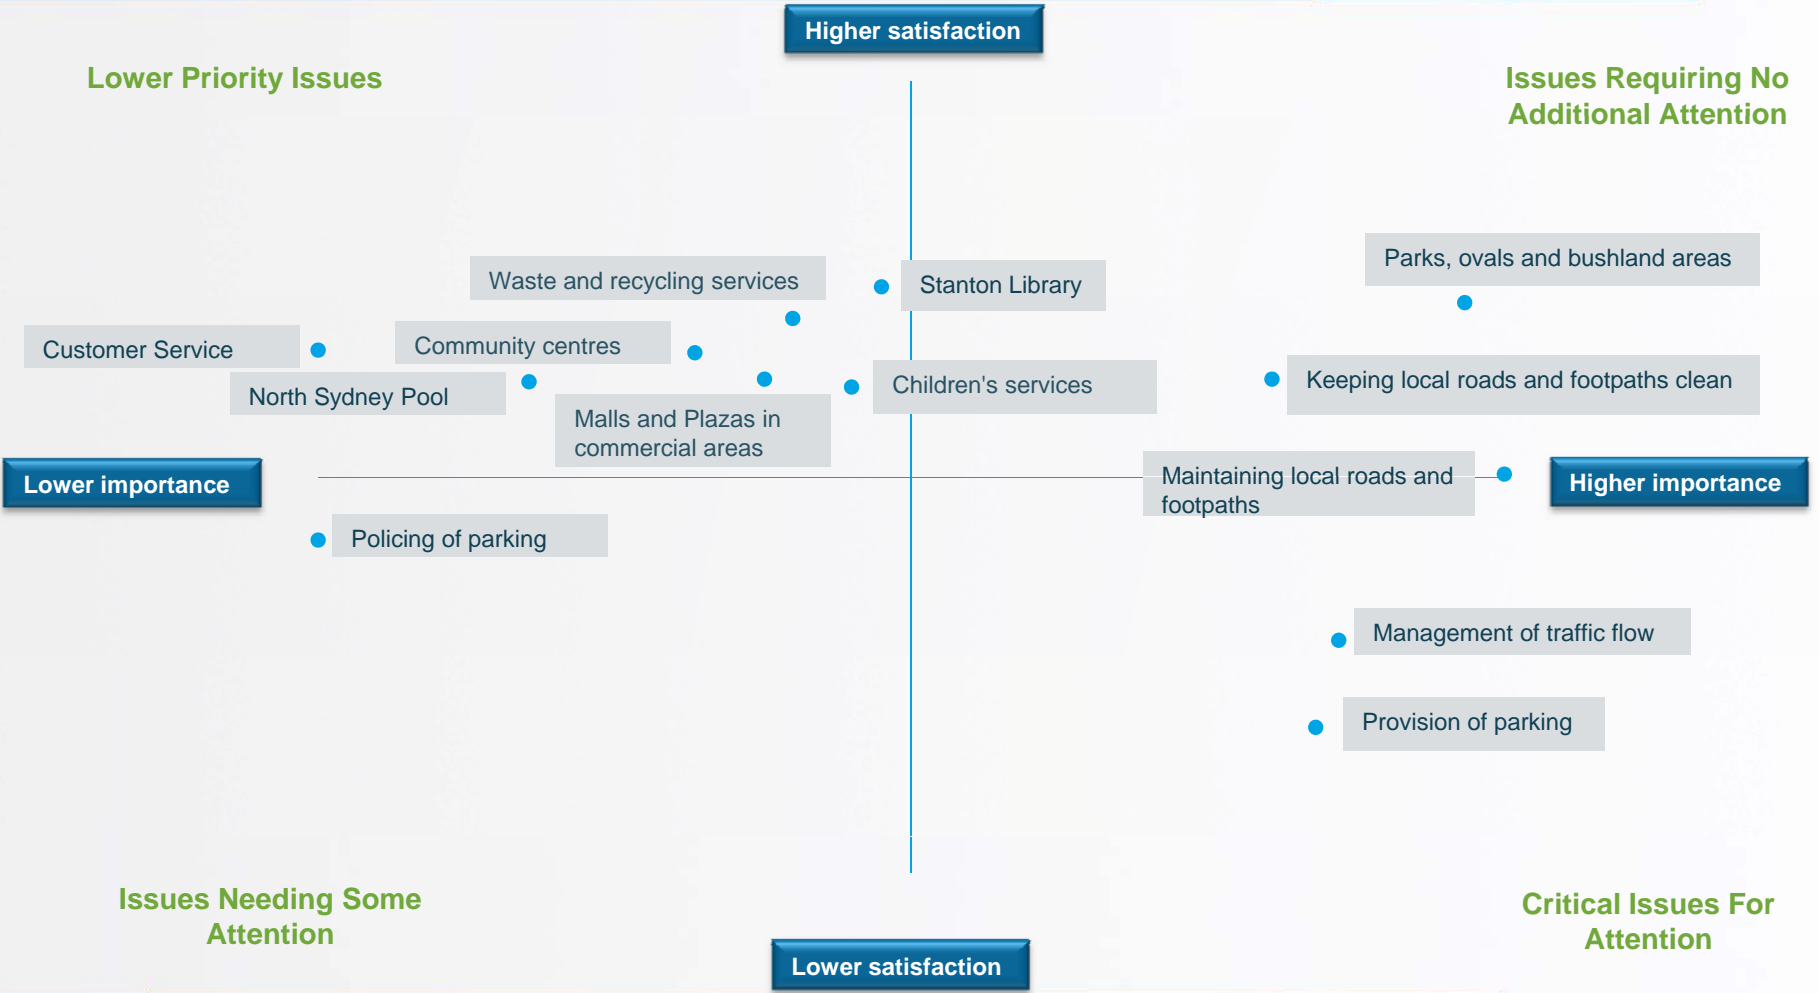 Higher satisfaction
Lower Priority Issues
Issues Requiring No
Additional Attention
Parks, ovals and bushland areas
Waste and recycling services
Stanton Library
Customer Service
Community centres
North Sydney Pool
Children's services
Keeping local roads and footpaths clean
Malls and Plazas in
commercial areas
Lower importance
Maintaining local roads and
footpaths
Higher importance
Policing of parking
Management of traffic flow
Provision of parking
Issues Needing Some
Attention
Critical Issues For
Attention
Lower satisfaction